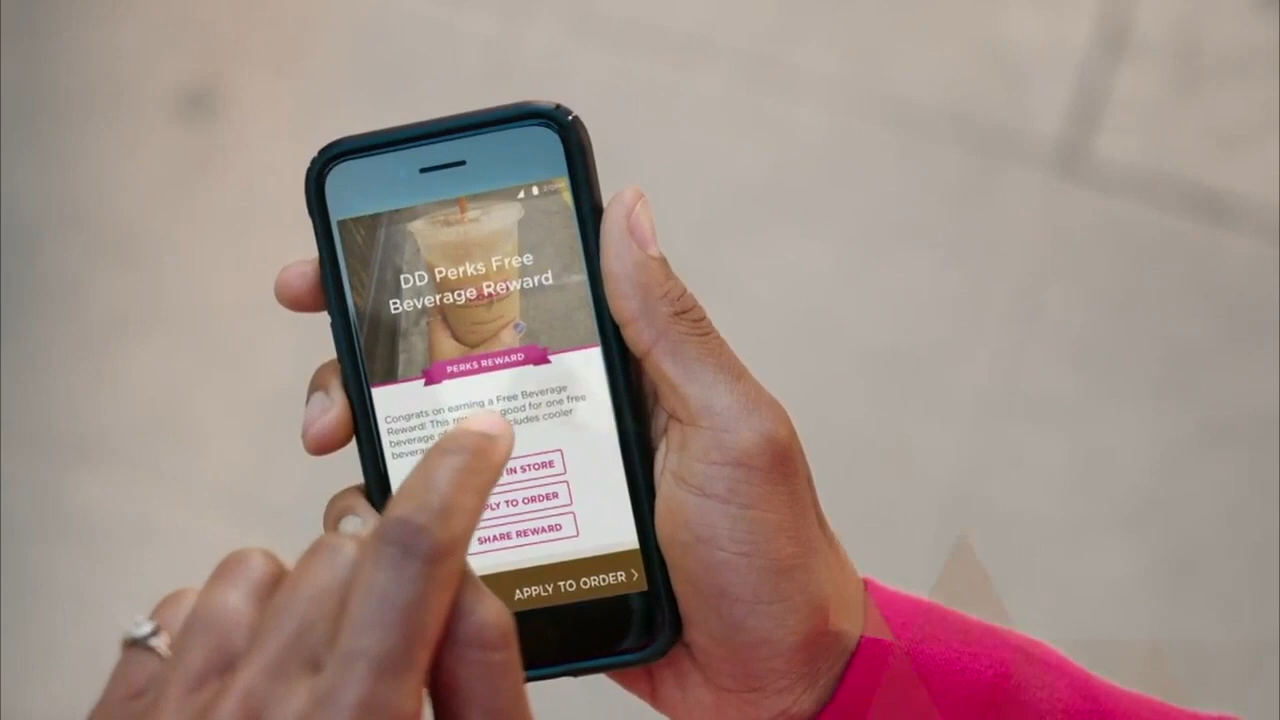 DD Perks Free
Beverage Reward
PERKS REWARD
Congrats on earning a Free Beverage
Reward! This good for one free
beverage cooler
IN STORE
TO ORDER
SHARE REWARD
APPLY TO ORDER